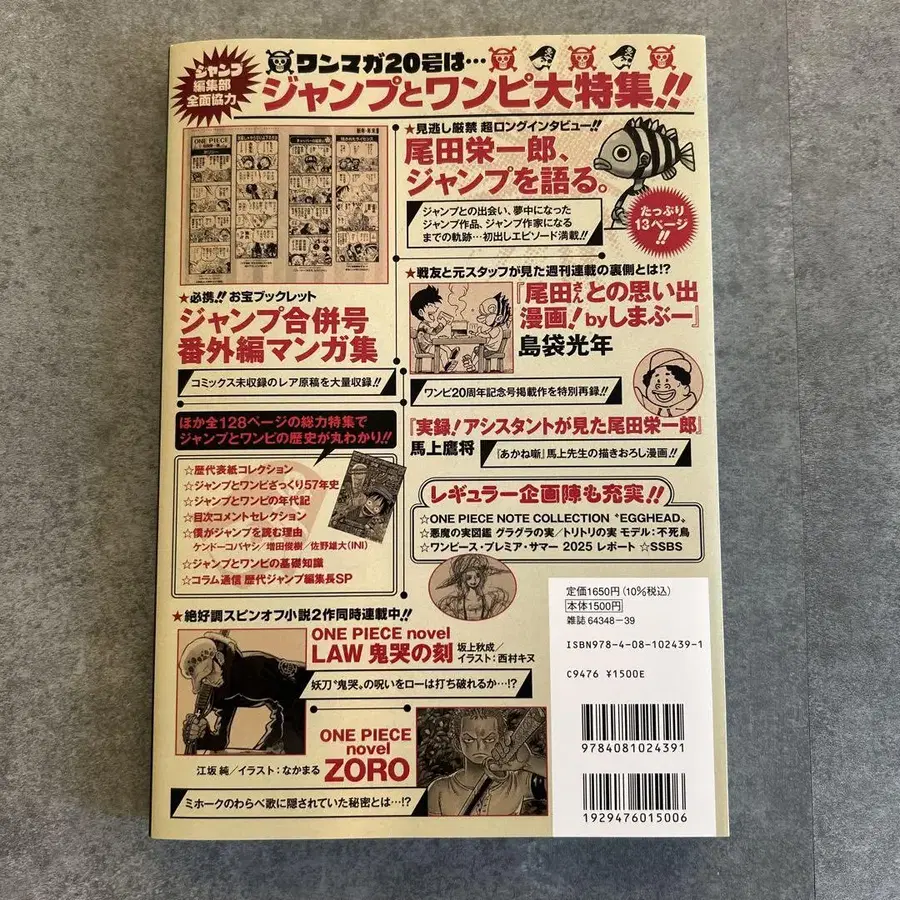 ジャンプ
編集部
全面協力
ワンマガ20号は…
ジャンプとワンピ大特集!!
ONE PIECE
★見逃し厳禁 超ロングインタビュー!!
尾田栄一郎、
ジャンプを語る。
ジャンプとの出会い、夢中になった
ジャンプ作品、ジャンプ作家になる
までの軌跡…初出しエピソード満載!!
たっぷり
13ページ
!!
★必携!! お宝ブックレット
ジャンプ合併号
番外編マンガ集
コミックス未収録のレア原稿を大量収録!!
★戦友と元スタッフが見た週刊連載の裏側とは!?
『尾田さんとの思い出
漫画!byしまぶー』
島袋光年
ワンピ20周年記念号掲載作を特別再録!!
『実録!アシスタントが見た尾田栄一郎』
馬上鷹将
『あかね噺』馬上先生の描きおろし漫画!!
ほか全128ページの総力特集で
ジャンプとワンピの歴史が丸わかり!!
☆歴代表紙コレクション
☆ジャンプとワンピざっくり57年史
☆ジャンプとワンピの年代記
☆目次コメントセレクション
☆僕がジャンプを読む理由
ケンドーコバヤシ/増田俊樹/佐野雄大(INI)
☆ジャンプとワンピの基礎知識
☆コラム通信 歴代ジャンプ編集長SP
レギュラー企画陣も充実!!
☆ONE PIECE NOTE COLLECTION “EGGHEAD„
☆悪魔の実図鑑 グラグラの実/トリトリの実 モデル:不死鳥
☆ワンピース・プレミア・サマー 2025 レポート ☆SSBS
★絶好調スピンオフ小説2作同時連載中!!
ONE PIECE novel
LAW 鬼哭の刻
坂上秋成/
イラスト:西村キヌ
妖刀“鬼哭„の呪いをローは打ち破れるか…!?
ONE PIECE
novel
ZORO
江坂 純/イラスト:なかまる
ミホークのわらべ歌に隠されていた秘密とは…!?
定価1650円(10%税込)
本体1500円
雑誌 64348-39
ISBN978-4-08-102439-1
C9476 ¥1500E
9784081024391
1929476015006